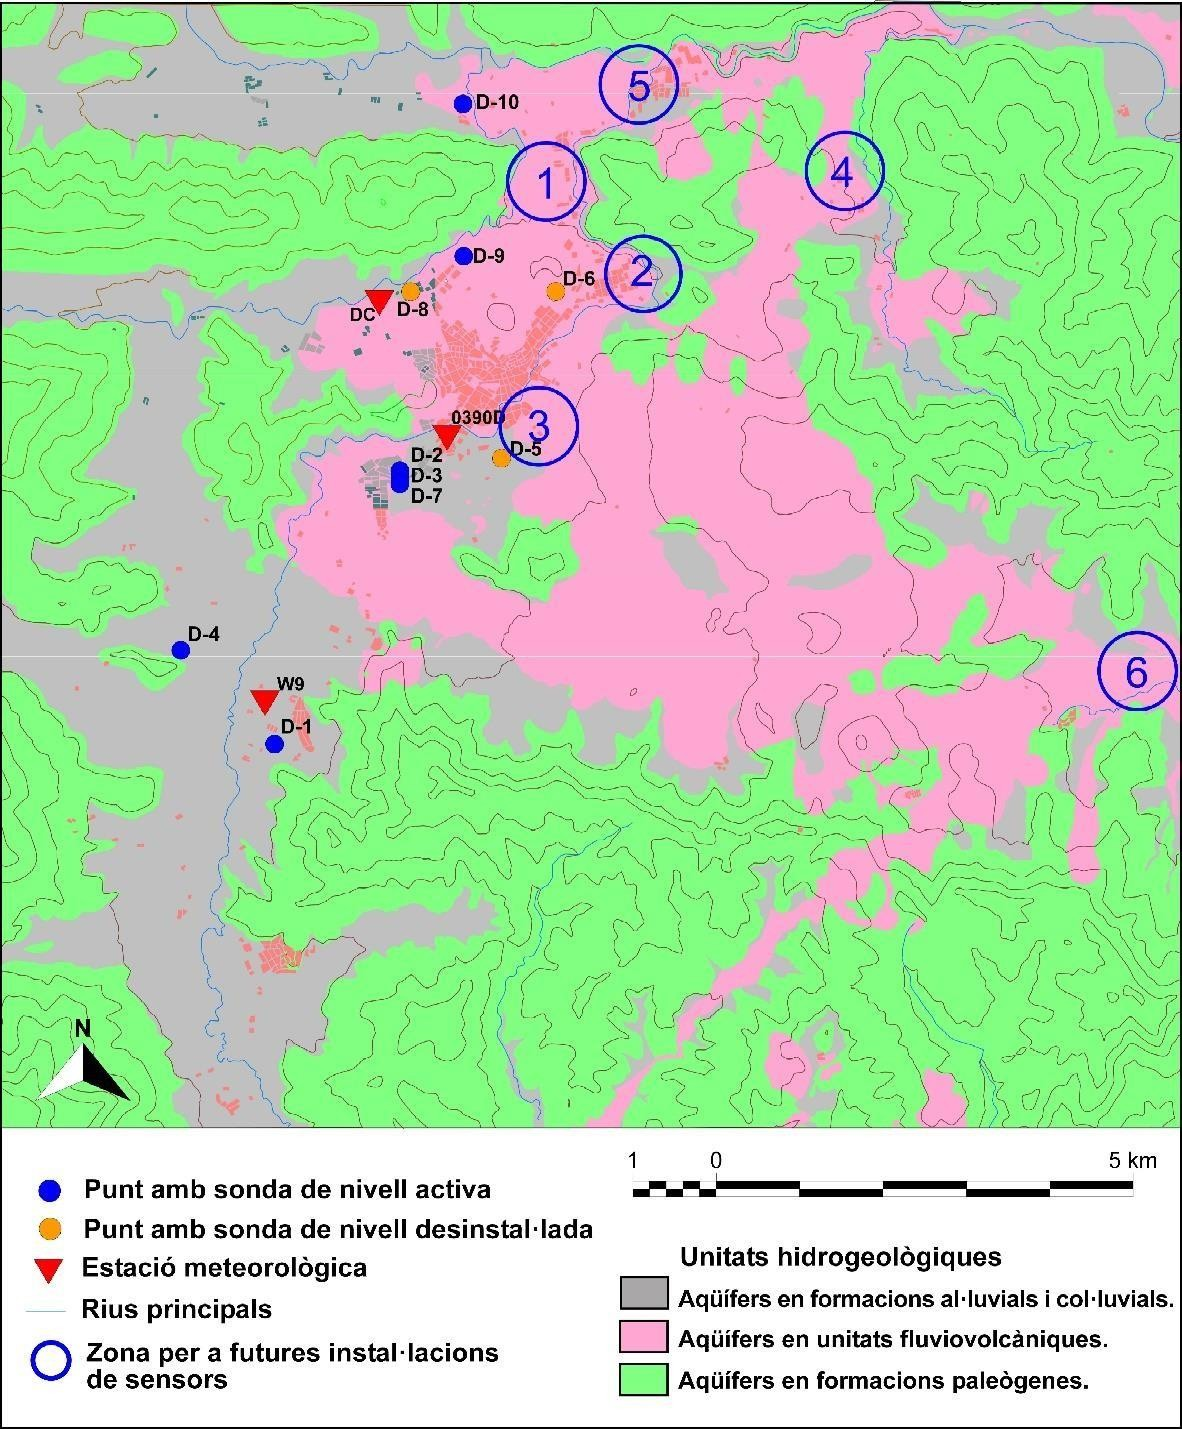 5
D-10
4
1
D-9
2
D-6
DC
D-8
0390D
3
D-2
D-5
D-3
D-7
D-4
6
W9
D-1
N
1 0 5 km
Punt amb sonda de nivell activa
Punt amb sonda de nivell desinstal·lada
Estació meteorològica
Rius principals
Zona per a futures instal·lacions
de sensors
Unitats hidrogeològiques
Aqüífers en formacions al·luvials i col·luvials.
Aqüífers en unitats fluviovolcàniques.
Aqüífers en formacions paleògenes.